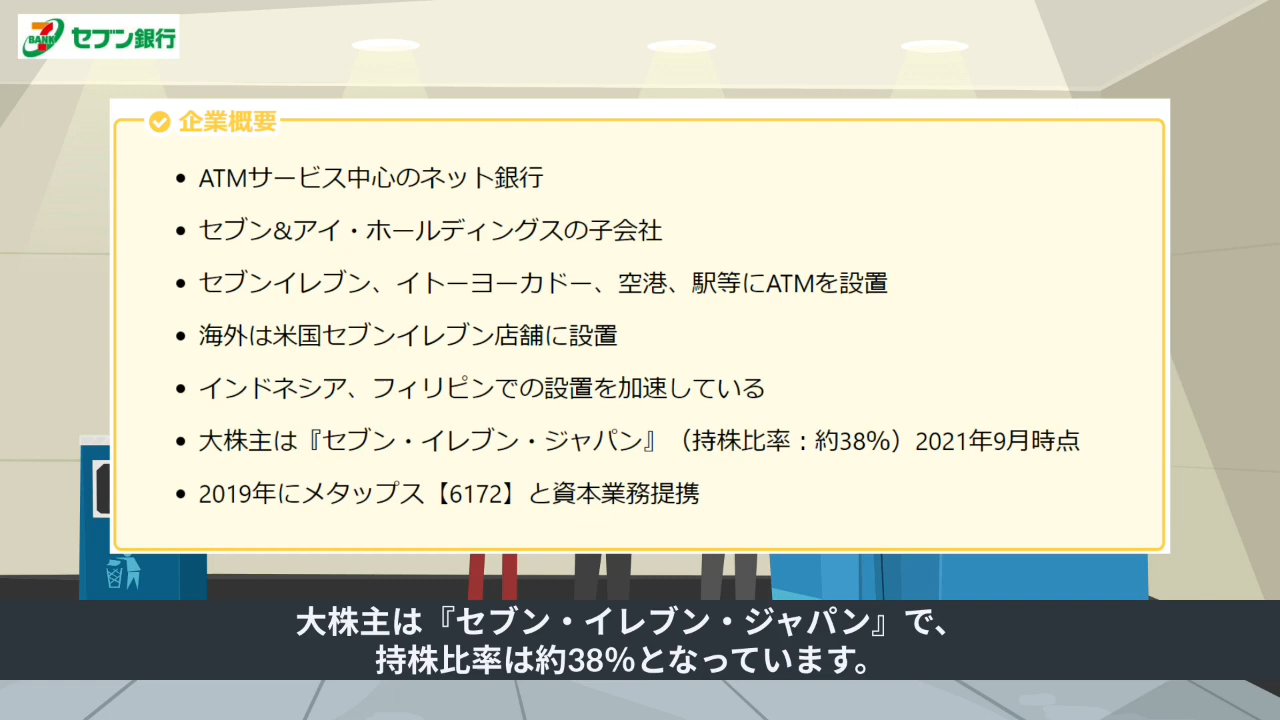 7
BANK
セブン銀行
企業概要
• ATMサービス中心のネット銀行
• セブン&アイ・ホールディングスの子会社
• セブンイレブン、イトーヨーカドー、空港、駅等にATMを設置
• 海外は米国セブンイレブン店舗に設置
• インドネシア、フィリピンでの設置を加速している
• 大株主は『セブン・イレブン・ジャパン』（持株比率：約38%）2021年9月時点
• 2019年にメタップス【6172】と資本業務提携
大株主は『セブン・イレブン・ジャパン』で、
持株比率は約38%となっています。